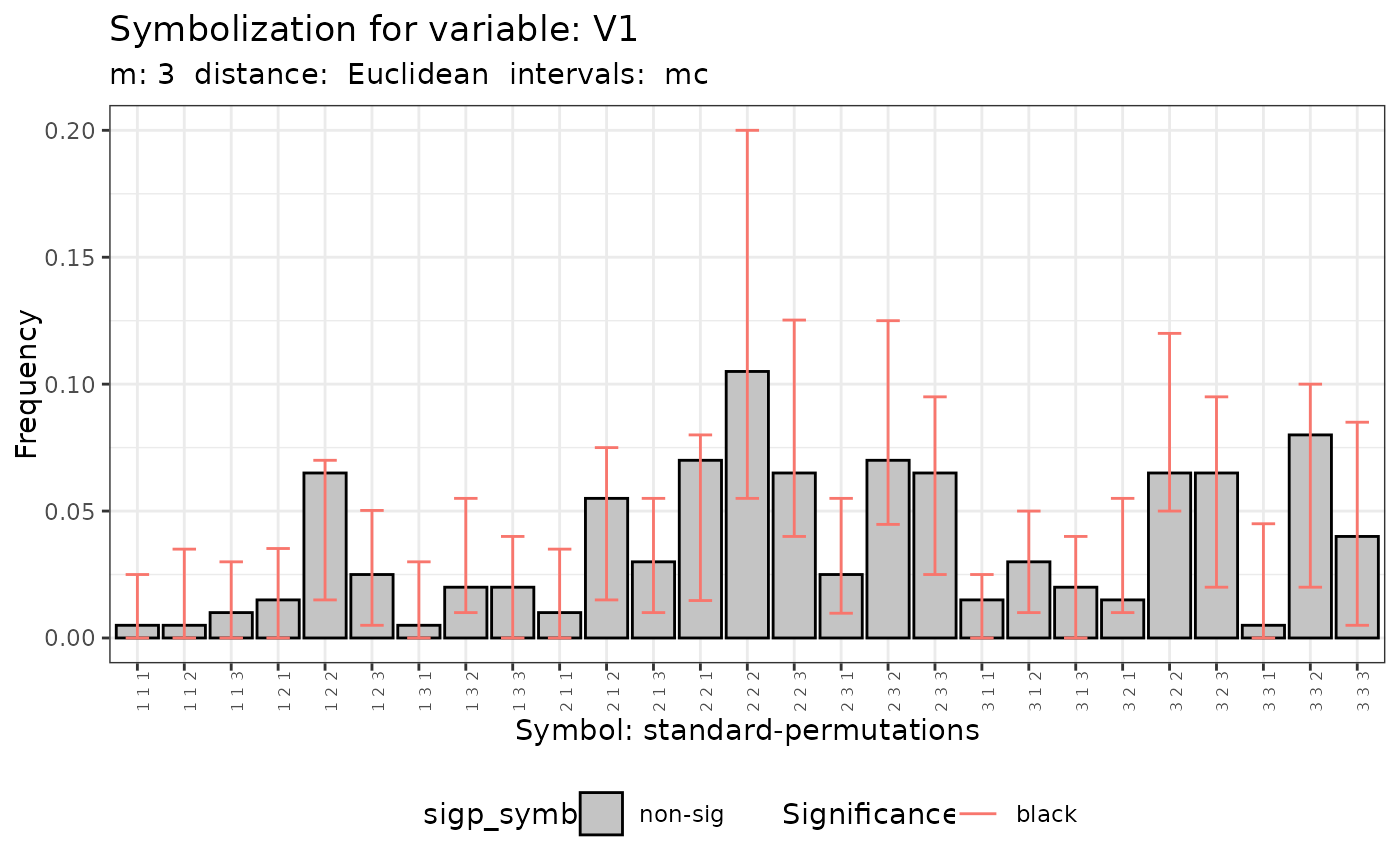 Symbolization for variable: V1
m: 3 distance: Euclidean intervals: mc
Frequency
0.20
0.15
0.10
0.05
0.00
1 1 1 1 1 2 1 1 3 1 2 1 1 2 2 1 2 3 1 3 1 1 3 2 1 3 3 2 1 1 2 1 2 2 1 3 2 2 1 2 2 2 2 2 3 2 3 1 2 3 2 2 3 3 3 1 1 3 1 2 3 1 3 3 2 1 3 2 2 3 2 3 3 3 1 3 3 2 3 3 3
Symbol: standard-permutations
sigp_symb non-sig Significance black